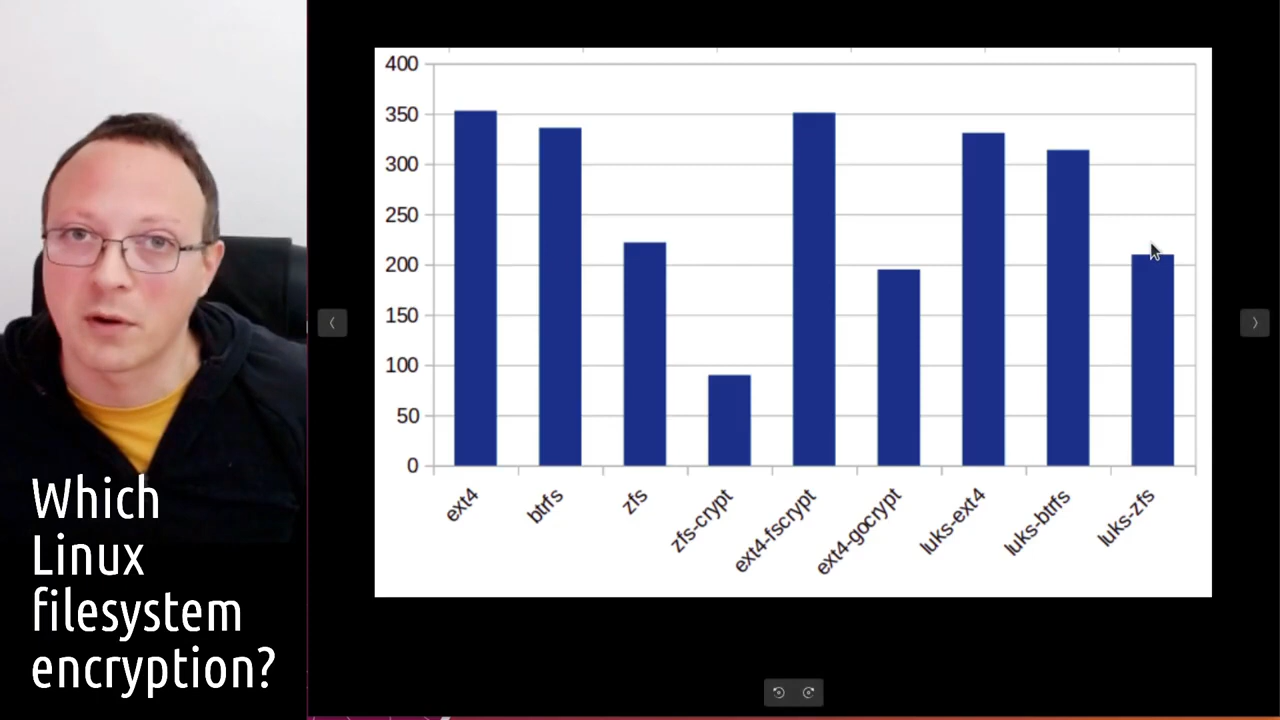 Which
Linux
filesystem
encryption?
400
350
300
250
200
150
100
50
0
ext4
btrfs
zfs
zfs-crypt
ext4-fscrypt
ext4-gocrypt
luks-ext4
luks-btrfs
luks-zfs